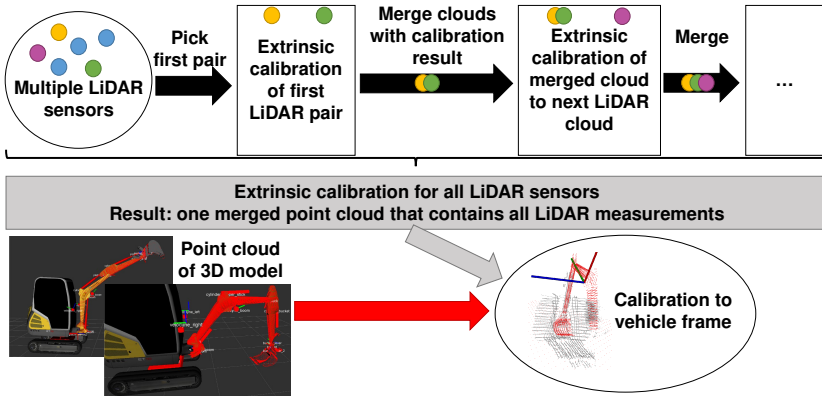 Multiple LiDAR
sensors
Pick
first pair
Extrinsic
calibration
of first
LiDAR pair
Merge clouds
with calibration
result
Extrinsic
calibration of
merged cloud
to next LiDAR
cloud
Merge
...
Extrinsic calibration for all LiDAR sensors
Result: one merged point cloud that contains all LiDAR measurements
Point cloud
of 3D model
Calibration to
vehicle frame